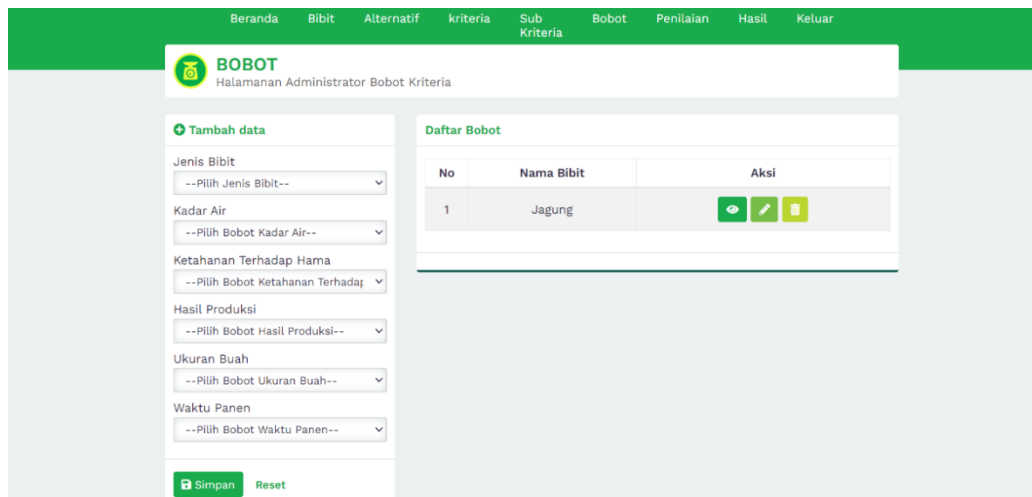 Beranda Bibit Alternatif kriteria Sub Kriteria Bobot Penilaian Hasil Keluar
BOBOT
Halamanan Administrator Bobot Kriteria
Tambah data
Jenis Bibit
--Pilih Jenis Bibit--
Kadar Air
--Pilih Bobot Kadar Air--
Ketahanan Terhadap Hama
--Pilih Bobot Ketahanan Terhadap
Hasil Produksi
--Pilih Bobot Hasil Produksi--
Ukuran Buah
--Pilih Bobot Ukuran Buah--
Waktu Panen
--Pilih Bobot Waktu Panen--
Simpan Reset
Daftar Bobot
No Nama Bibit Aksi
1 Jagung